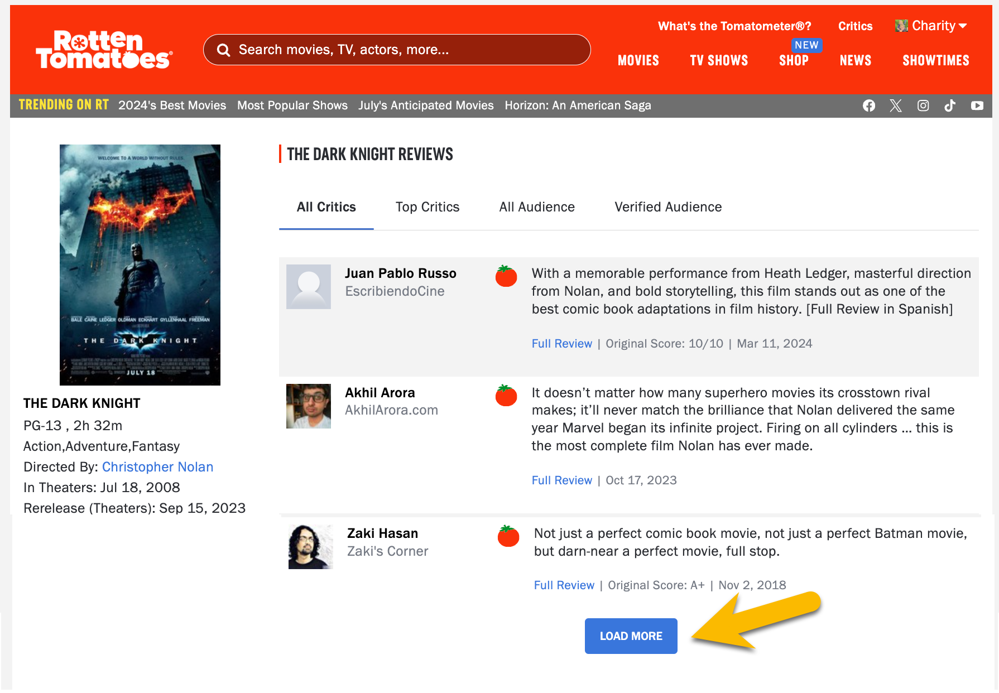 Rotten
Tomatoes®
Search movies, TV, actors, more...
What's the Tomatometer®?
Critics
Charity
MOVIES
TV SHOWS
NEW
SHOP
NEWS
SHOWTIMES
TRENDING ON RT
2024's Best Movies
Most Popular Shows
July's Anticipated Movies
Horizon: An American Saga
WELCOME TO A WORLD WITHOUT RULES.
BALE CAINE LEDGER OLDMAN ECKHART GYLLENHAAL FREEMAN
THE DARK KNIGHT
JULY 18
THE DARK KNIGHT
PG-13 , 2h 32m
Action,Adventure,Fantasy
Directed By: Christopher Nolan
In Theaters: Jul 18, 2008
Rerelease (Theaters): Sep 15, 2023
THE DARK KNIGHT REVIEWS
All Critics
Top Critics
All Audience
Verified Audience
Juan Pablo Russo
EscribiendoCine
With a memorable performance from Heath Ledger, masterful direction
from Nolan, and bold storytelling, this film stands out as one of the
best comic book adaptations in film history. [Full Review in Spanish]
Full Review | Original Score: 10/10 | Mar 11, 2024
Akhil Arora
AkhilArora.com
It doesn’t matter how many superhero movies its crosstown rival
makes; it’ll never match the brilliance that Nolan delivered the same
year Marvel began its infinite project. Firing on all cylinders ... this is
the most complete film Nolan has ever made.
Full Review | Oct 17, 2023
Zaki Hasan
Zaki's Corner
Not just a perfect comic book movie, not just a perfect Batman movie,
but darn-near a perfect movie, full stop.
Full Review | Original Score: A+ | Nov 2, 2018
LOAD MORE